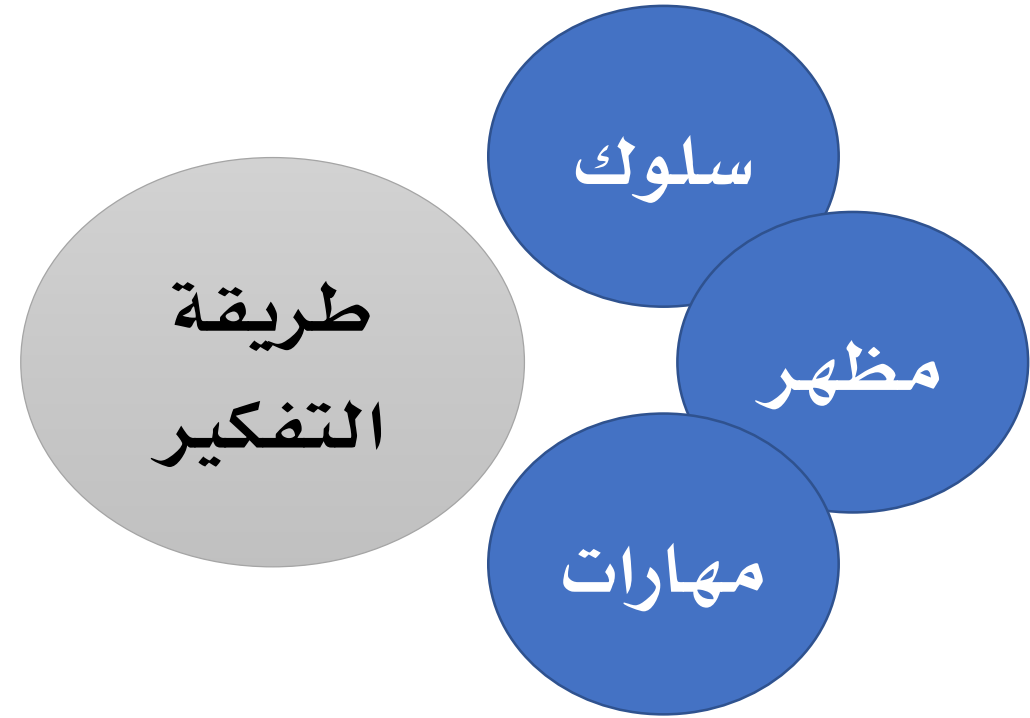 سلوك
مظهر
مهارات
طريقة
التفكير